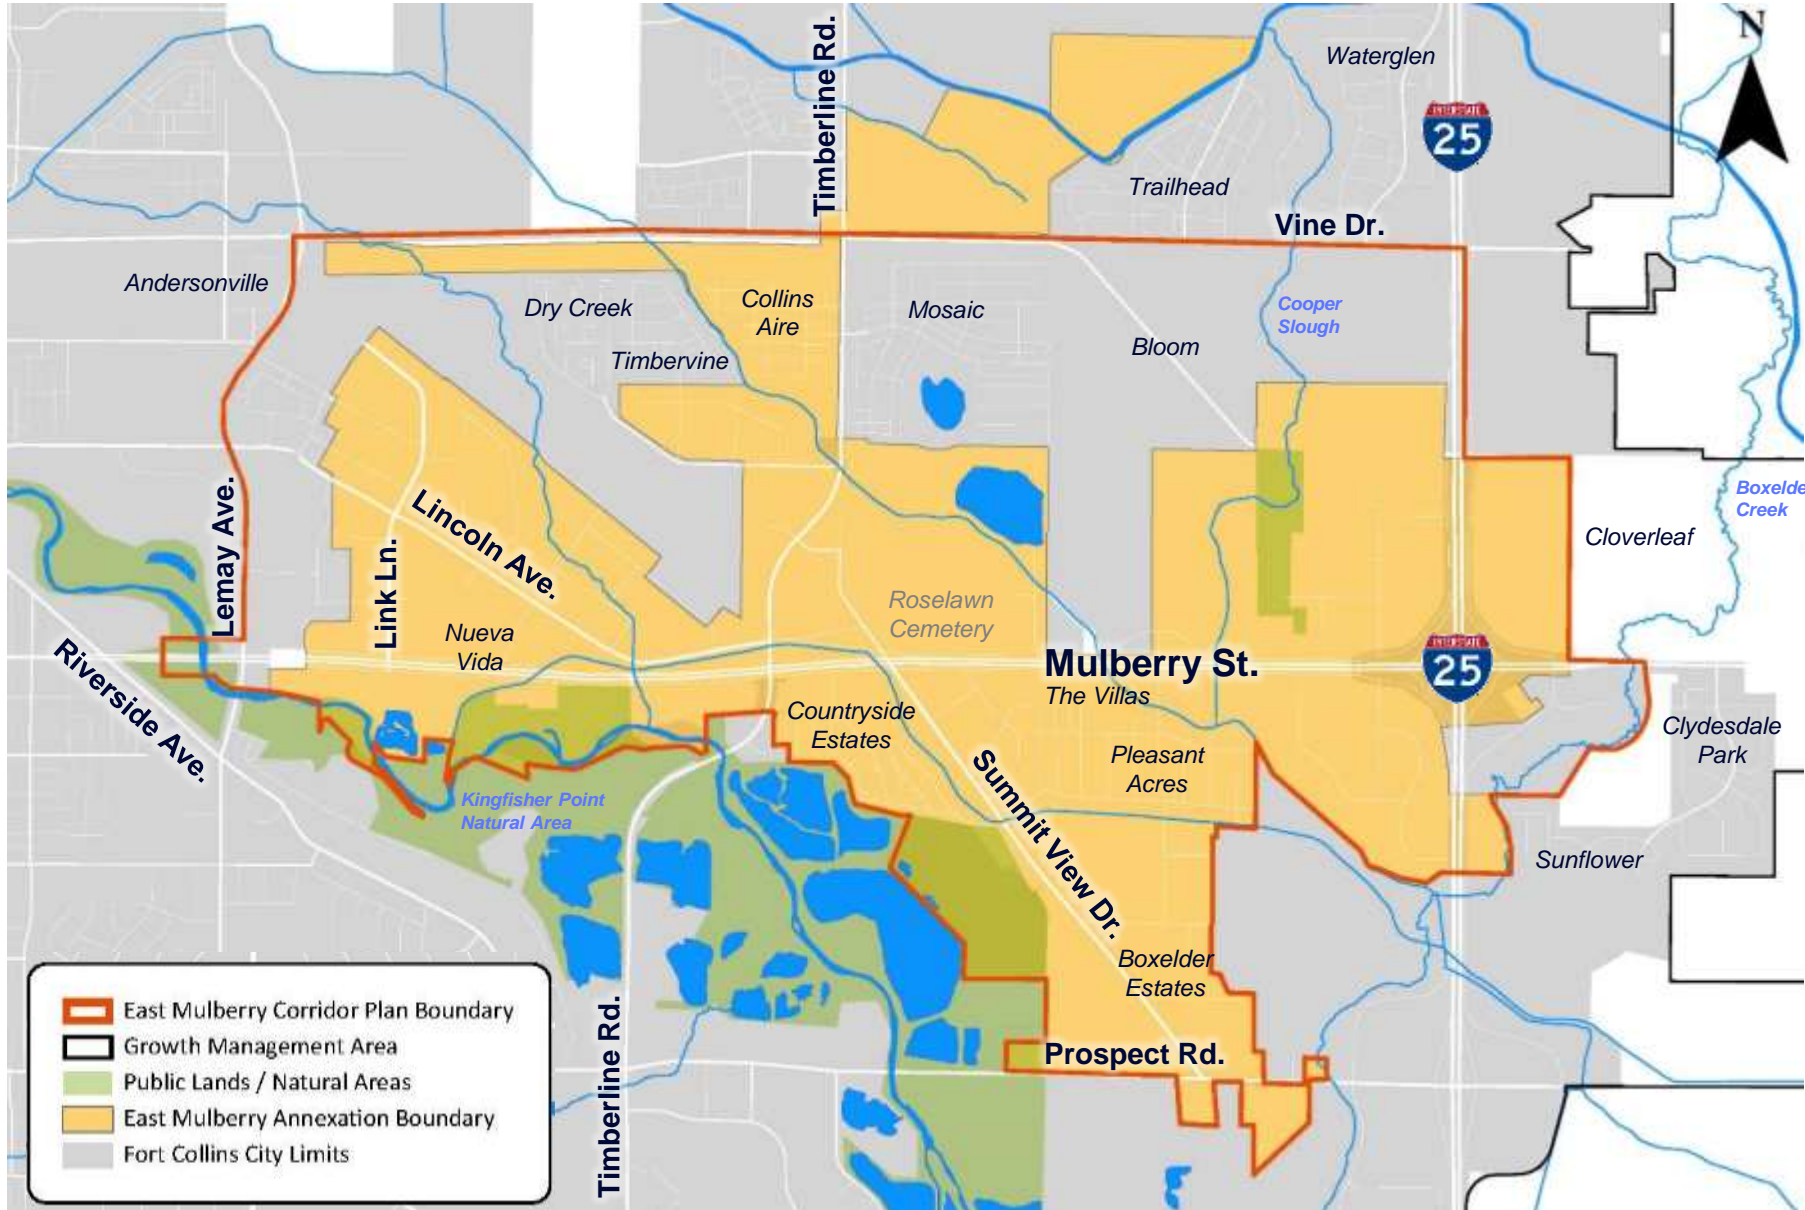 N
Timberline Rd.
Waterglen
INTERSTATE
25
Trailhead
Vine Dr.
Andersonville
Dry Creek
Collins
Aire
Mosaic
Cooper
Slough
Timbervine
Bloom
Lemay Ave.
Link Ln.
Lincoln Ave.
Boxelde
Creek
Cloverleaf
Roselawn
Cemetery
Nueva
Vida
Mulberry St.
INTERSTATE
25
The Villas
Riverside Ave.
Countryside
Estates
Clydesdale
Park
Pleasant
Acres
Summit View Dr.
Kingfisher Point
Natural Area
Sunflower
Boxelder
Estates
Timberline Rd.
Prospect Rd.
East Mulberry Corridor Plan Boundary
Growth Management Area
Public Lands / Natural Areas
East Mulberry Annexation Boundary
Fort Collins City Limits